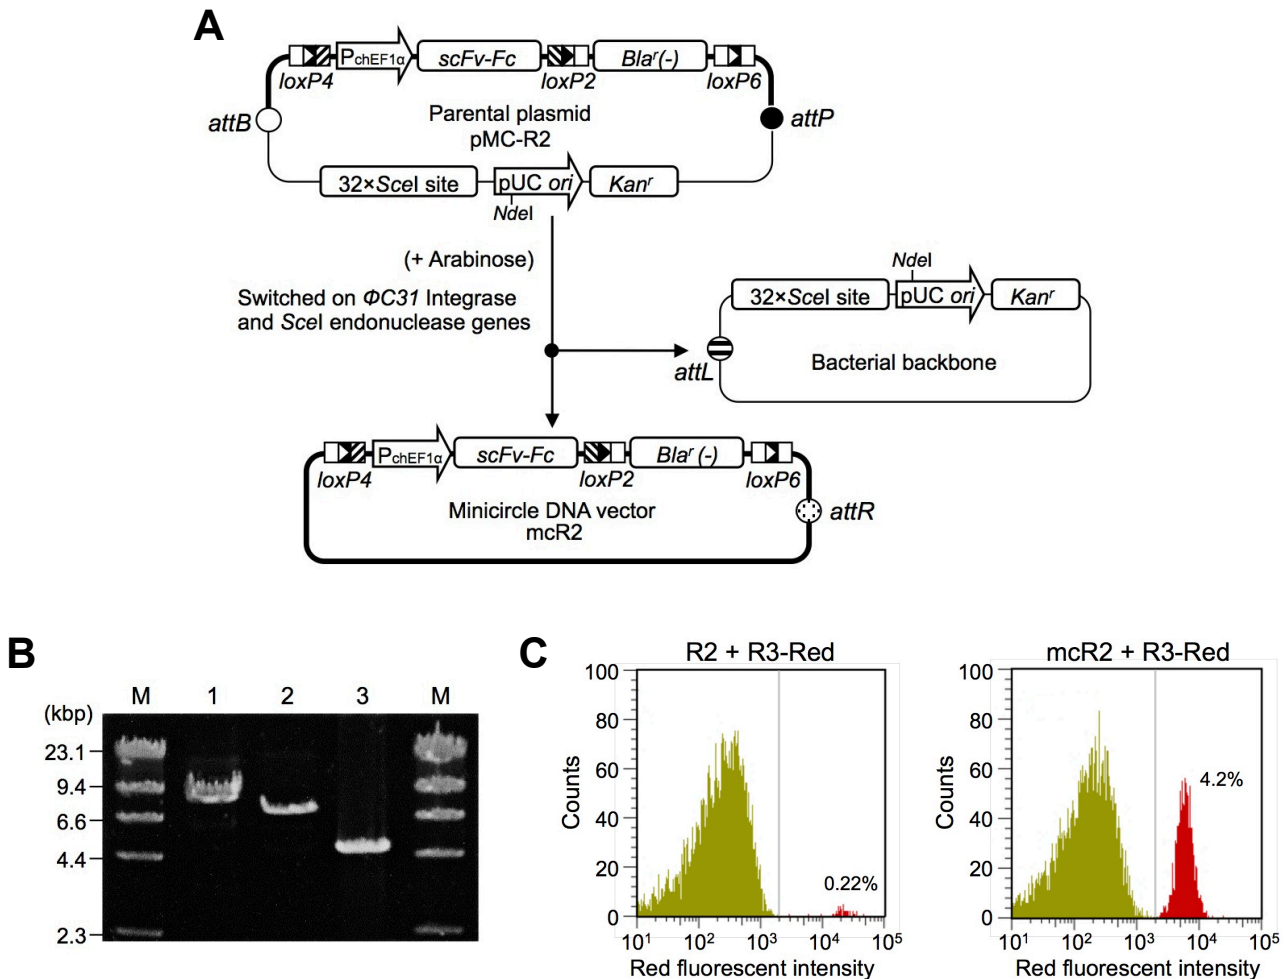 A
PchEF1α scFv-Fc Blaʳ(-)
loxP4 loxP2 loxP6
attB Parental plasmid attP
pMC-R2
32×SceI site pUC ori Kanʳ
NdeI
(+ Arabinose)
Switched on ΦC31 Integrase
and SceI endonuclease genes
NdeI
32×SceI site pUC ori Kanʳ
attL Bacterial backbone
PchEF1α scFv-Fc Blaʳ (-)
loxP4 loxP2 loxP6
Minicircle DNA vector attR
mcR2
B
M 1 2 3 M
(kbp)
23.1
9.4
6.6
4.4
2.3
C
R2 + R3-Red
100
80
60
40
20
0
Counts
0.22%
10¹ 10² 10³ 10⁴ 10⁵
Red fluorescent intensity
mcR2 + R3-Red
100
80
60
40
20
0
Counts
4.2%
10¹ 10² 10³ 10⁴ 10⁵
Red fluorescent intensity